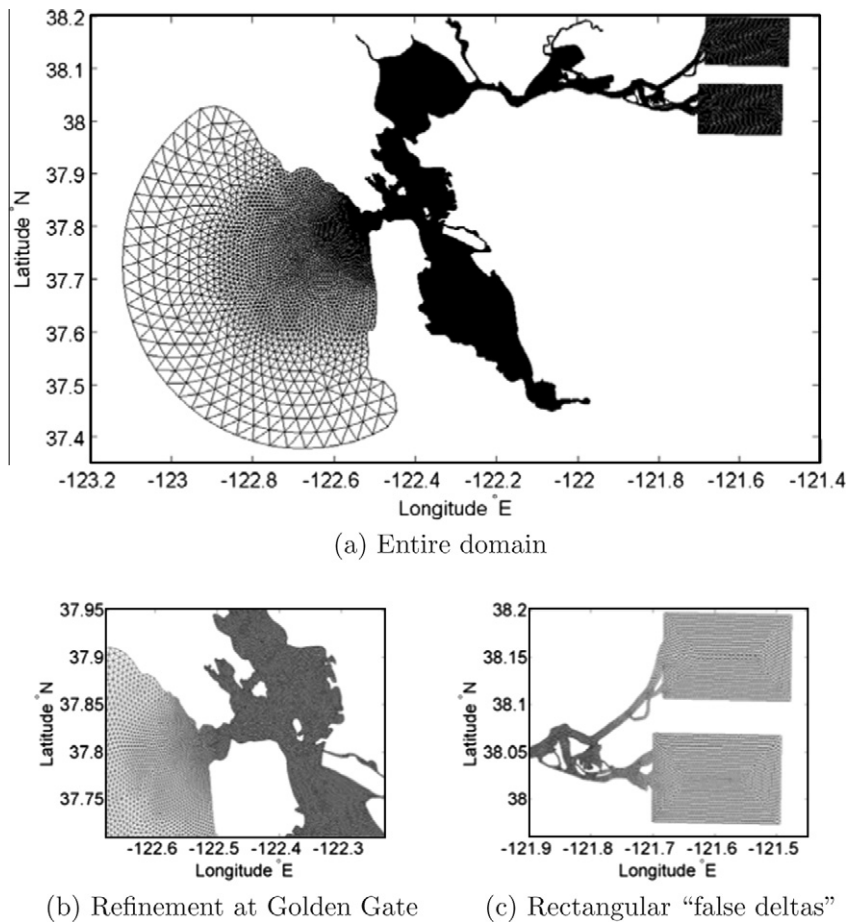 38.2
38.1
38
37.9
37.8
37.7
37.6
37.5
37.4
Latitude °N
-123.2 -123 -122.8 -122.6 -122.4 -122.2 -122 -121.8 -121.6 -121.4
Longitude °E
(a) Entire domain
37.95
37.9
37.85
37.8
37.75
Latitude °N
-122.6 -122.5 -122.4 -122.3
Longitude °E
(b) Refinement at Golden Gate
38.2
38.15
38.1
38.05
38
Latitude °N
-121.9 -121.8 -121.7 -121.6 -121.5
Longitude °E
(c) Rectangular “false deltas”